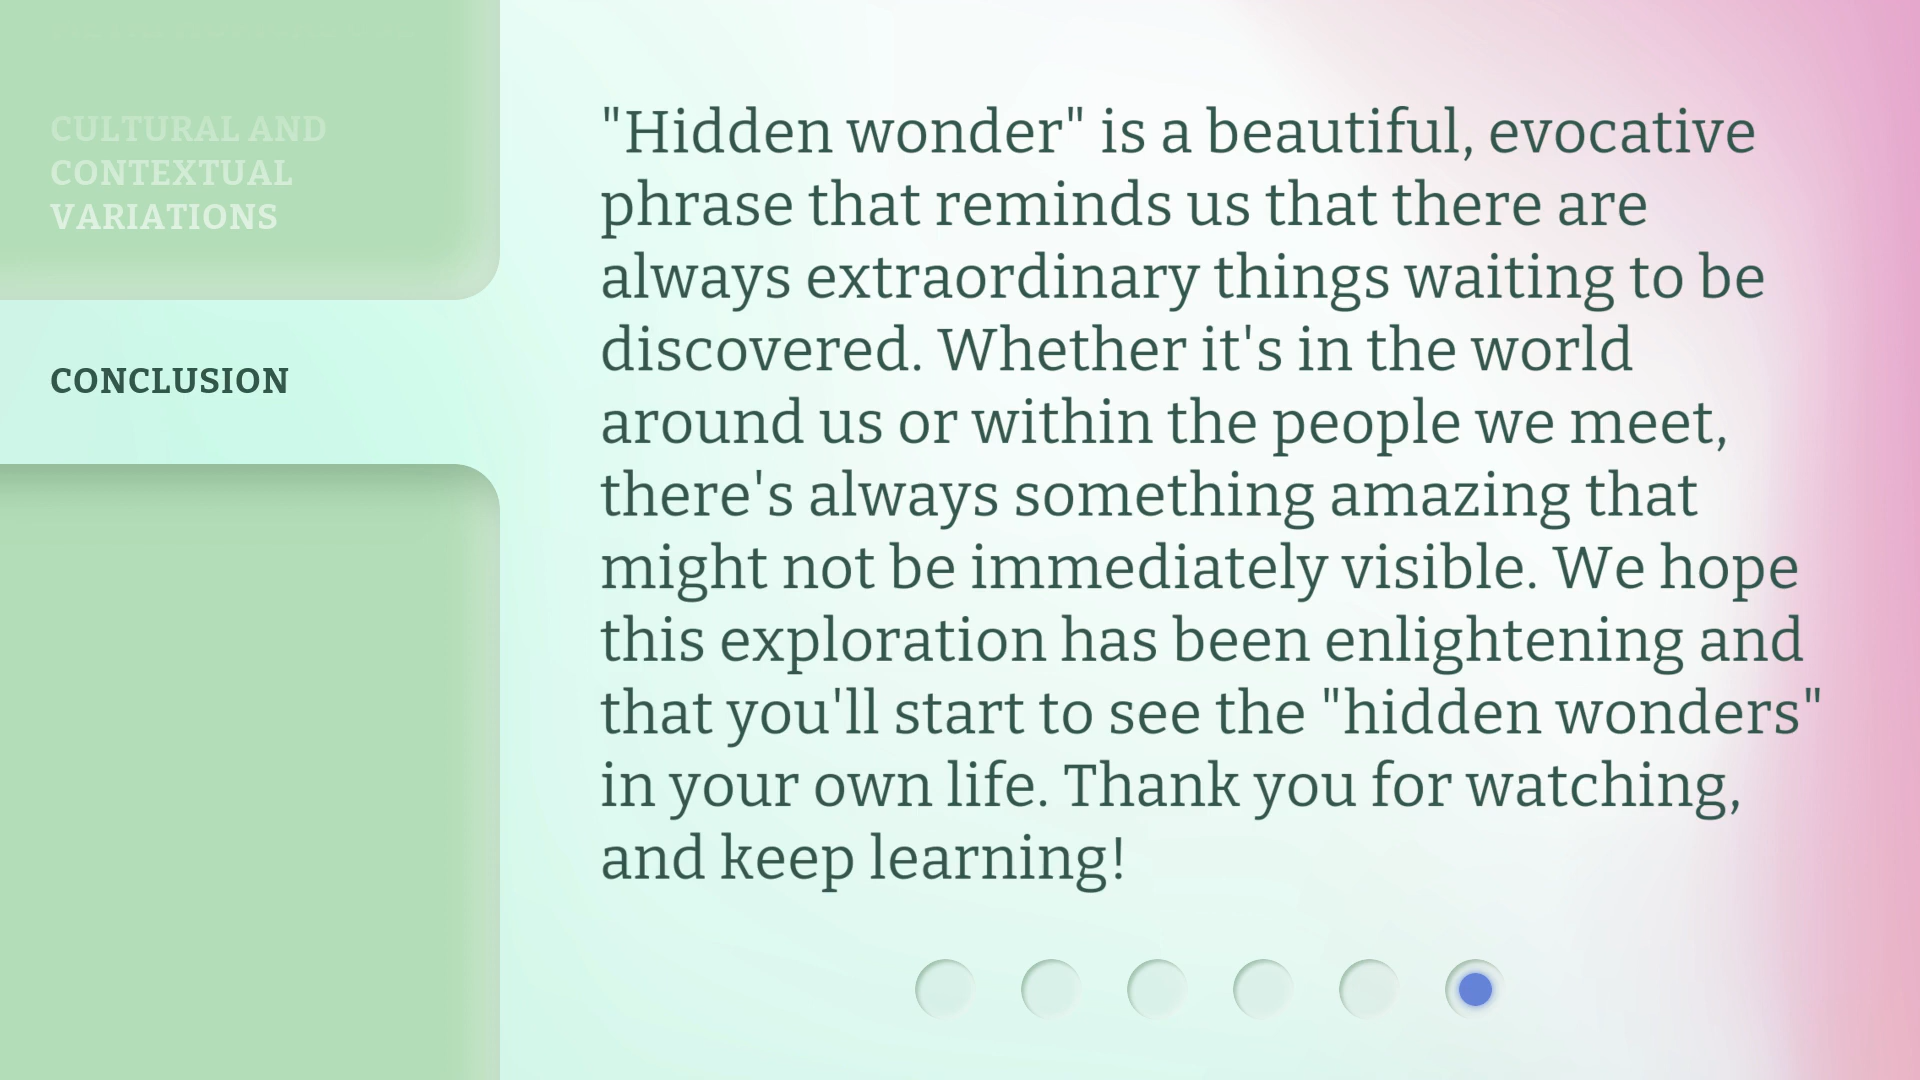 CULTURAL AND
CONTEXTUAL
VARIATIONS
CONCLUSION
"Hidden wonder" is a beautiful, evocative
phrase that reminds us that there are
always extraordinary things waiting to be
discovered. Whether it's in the world
around us or within the people we meet,
there's always something amazing that
might not be immediately visible. We hope
this exploration has been enlightening and
that you'll start to see the "hidden wonders"
in your own life. Thank you for watching,
and keep learning!